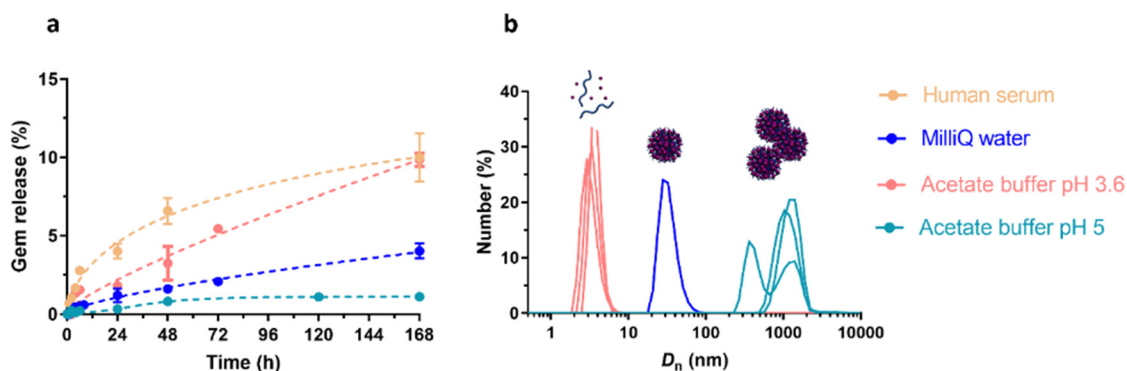 a
15
10
5
0
Gem release (%)
0 24 48 72 96 120 144 168
Time (h)
b
40
30
20
10
0
Number (%)
1 10 100 1000 10000
Dn (nm)
Human serum
MilliQ water
Acetate buffer pH 3.6
Acetate buffer pH 5